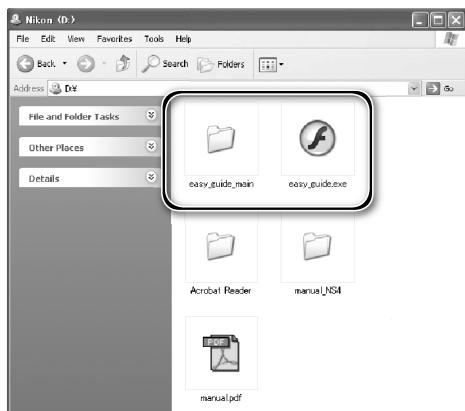 Nikon (D:)
File Edit View Favorites Tools Help
Back Search Folders
Address D:¥ Go
File and Folder Tasks
Other Places
Details
easy_guide_main easy_guide.exe
Acrobat Reader manual_NS4
PDF
manual.pdf